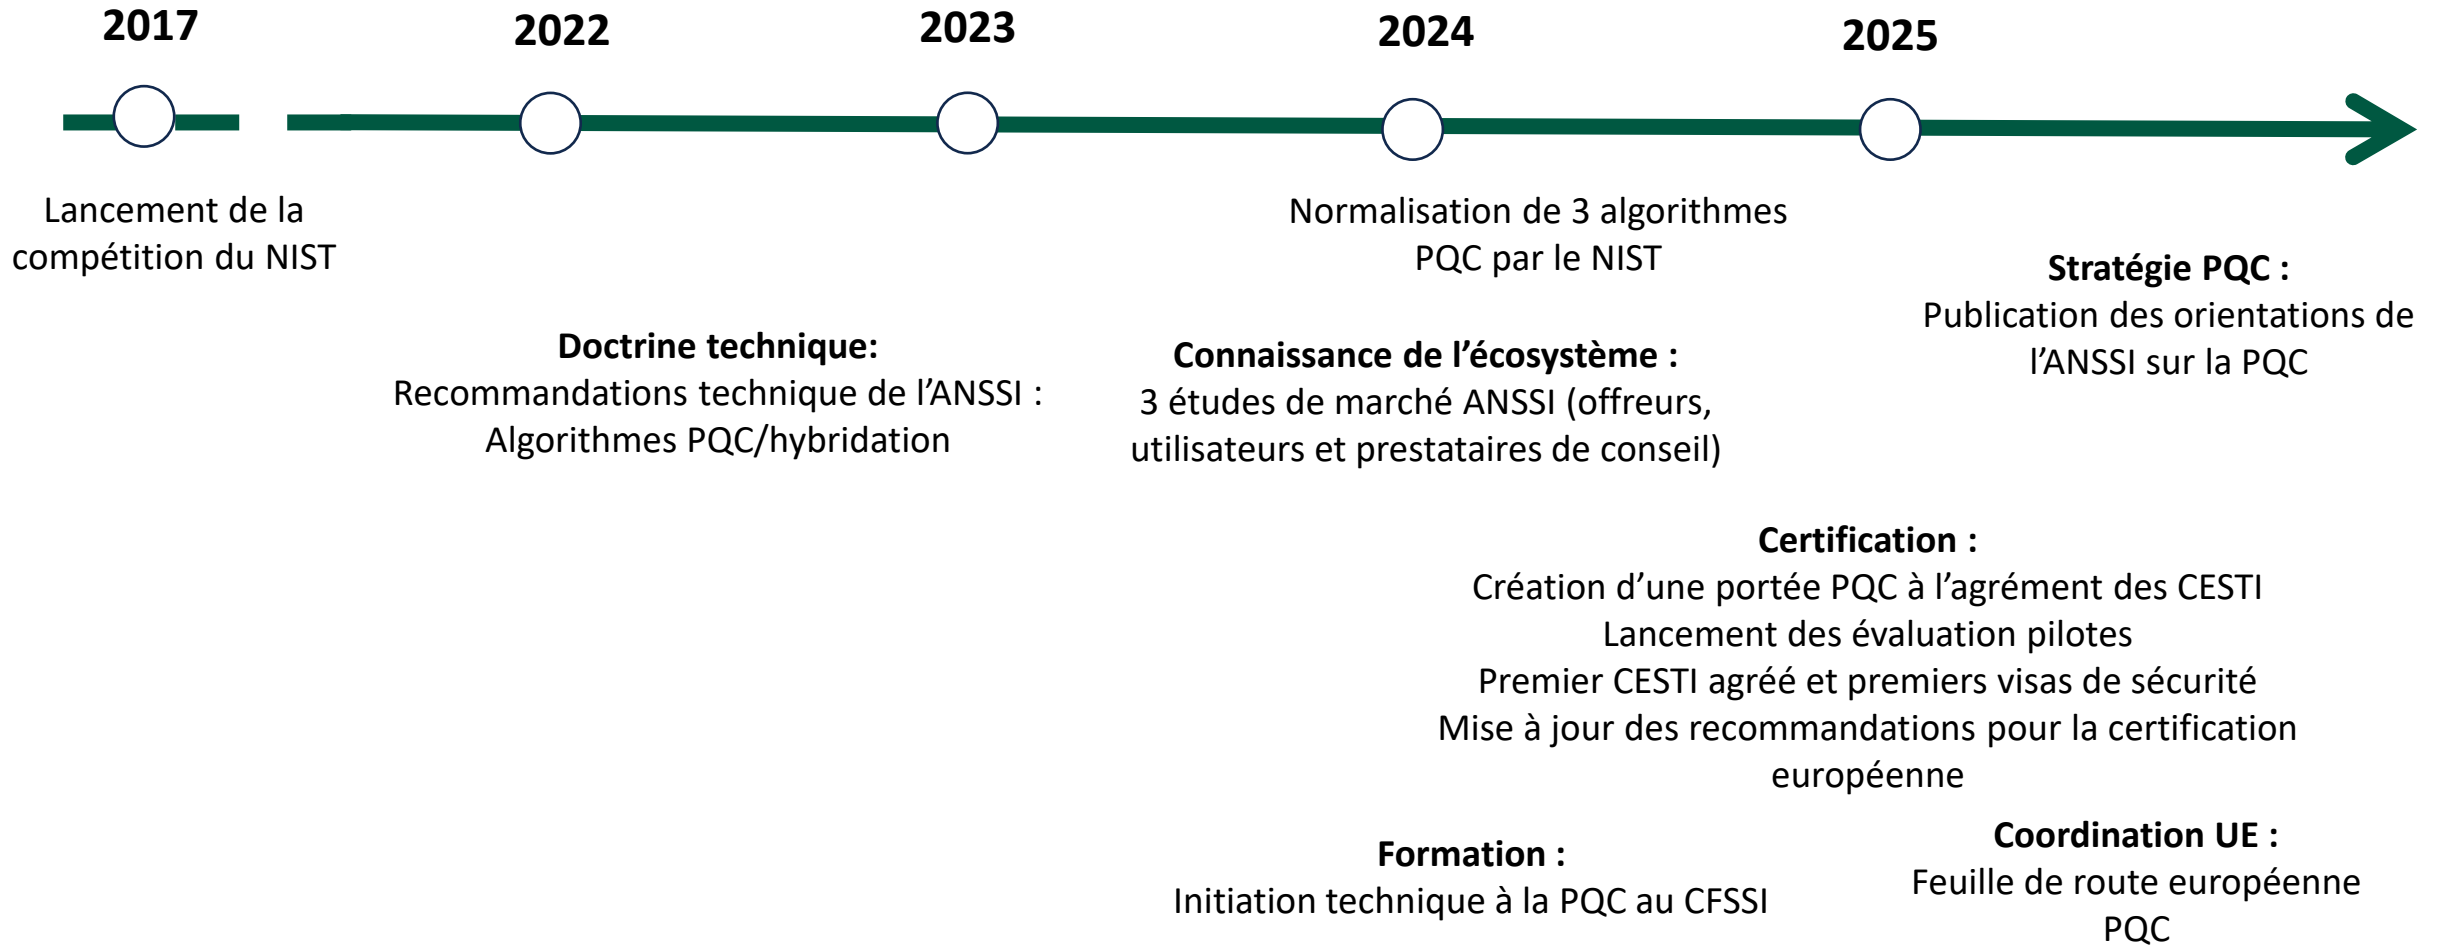 2017
2022
2023
2024
2025
Lancement de la
compétition du NIST
Normalisation de 3 algorithmes
PQC par le NIST
Stratégie PQC :
Publication des orientations de
l’ANSSI sur la PQC
Doctrine technique:
Recommandations technique de l’ANSSI :
Algorithmes PQC/hybridation
Connaissance de l’écosystème :
3 études de marché ANSSI (offreurs,
utilisateurs et prestataires de conseil)
Certification :
Création d’une portée PQC à l’agrément des CESTI
Lancement des évaluation pilotes
Premier CESTI agréé et premiers visas de sécurité
Mise à jour des recommandations pour la certification
européenne
Formation :
Initiation technique à la PQC au CFSSI
Coordination UE :
Feuille de route européenne
PQC